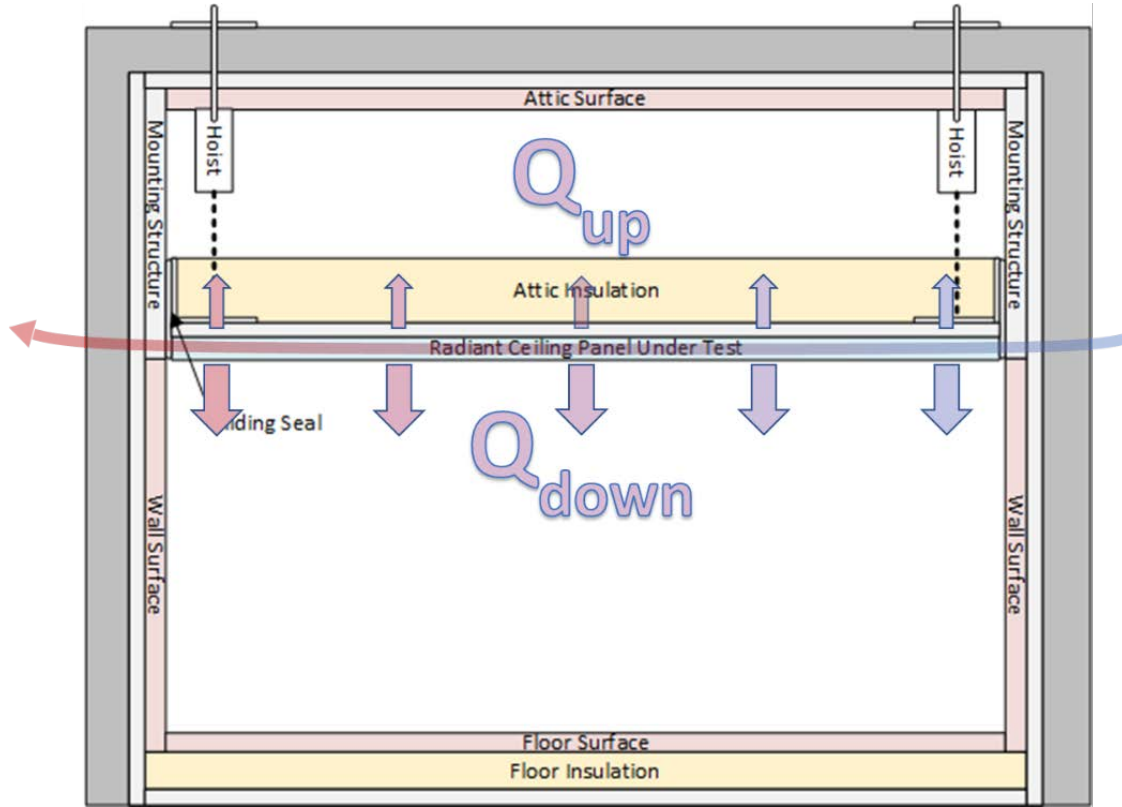 Attic Surface
Mounting Structure
Hoist
Hoist
Mounting Structure
Q
up
Attic Insulation
Radiant Ceiling Panel Under Test
Seal
Q
down
Wall Surface
Wall Surface
Floor Surface
Floor Insulation